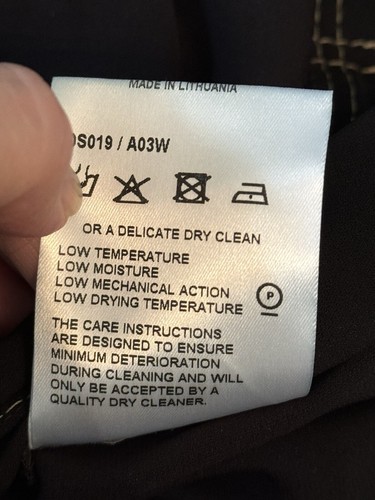 MADE IN LITHUANIA
S019 / A03W
OR A DELICATE DRY CLEAN
LOW TEMPERATURE
LOW MOISTURE
LOW MECHANICAL ACTION
LOW DRYING TEMPERATURE
P
THE CARE INSTRUCTIONS
ARE DESIGNED TO ENSURE
MINIMUM DETERIORATION
DURING CLEANING AND WILL
ONLY BE ACCEPTED BY A
QUALITY DRY CLEANER.